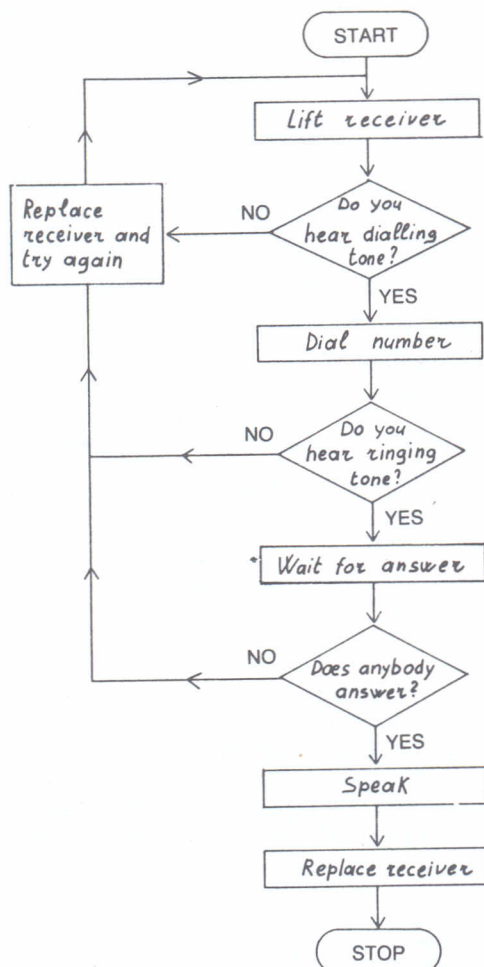 START
Lift receiver
Do you
hear dialling
tone?
NO
Replace
receiver and
try again
YES
Dial number
Do you
hear ringing
tone?
NO
YES
Wait for answer
Does anybody
answer?
NO
YES
Speak
Replace receiver
STOP